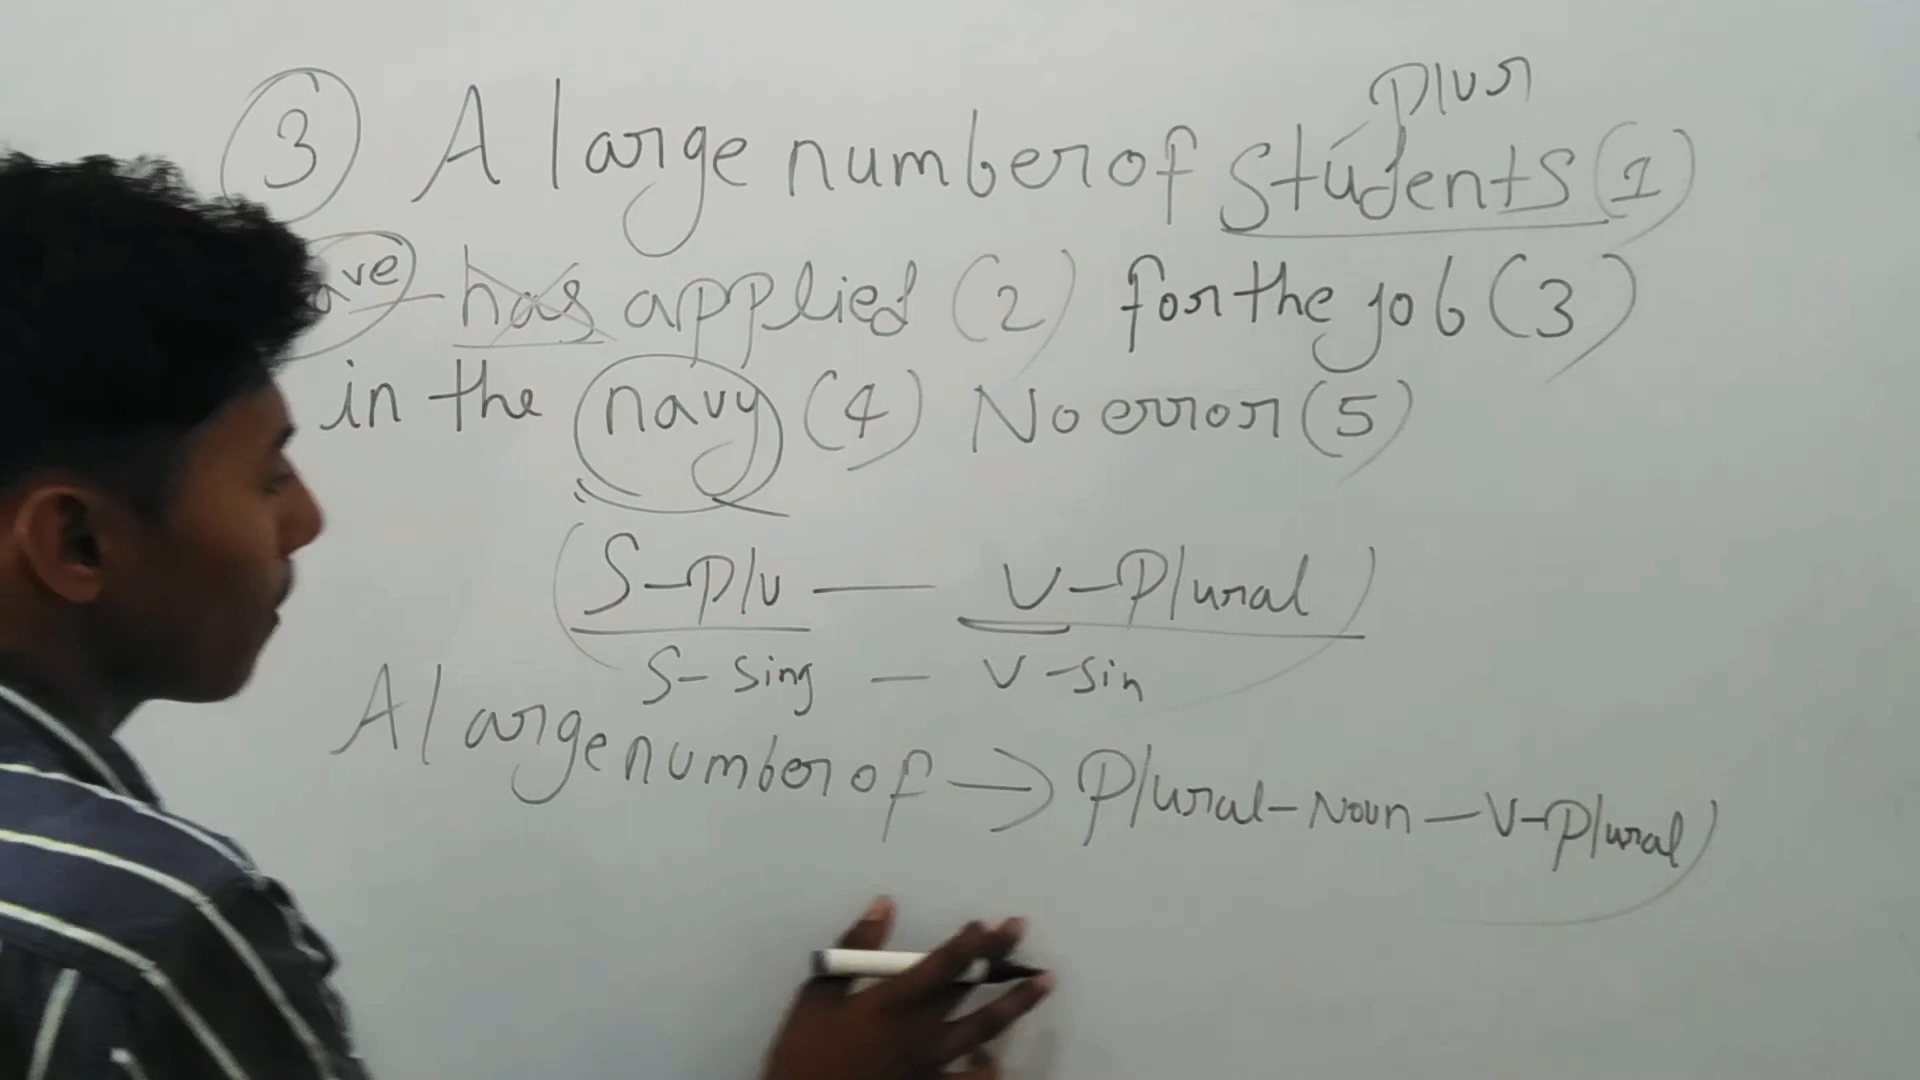 Plur
③ A large number of students (1)
ave has applied (2) for the job (3)
in the navy (4) No error (5)
S-plu — V-Plural
S- sing — V-sin
A large number of → Plural-Noun-V-Plural)